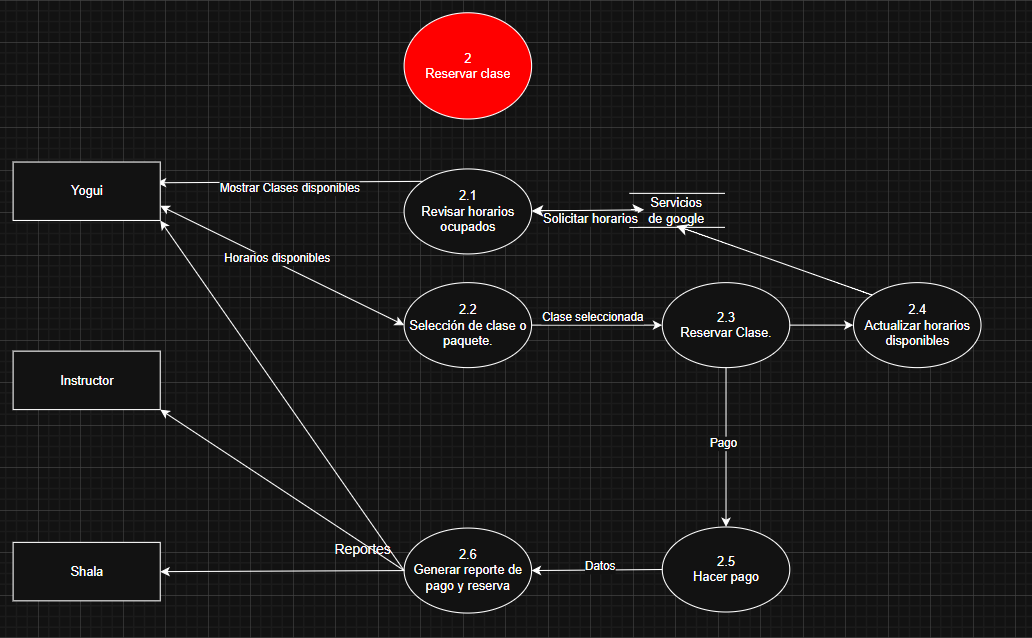 2
Reservar clase
Yogui
Mostrar Clases disponibles
2.1
Revisar horarios
ocupados
Solicitar horarios
Servicios
de google
Horarios disponibles
2.2
Selección de clase o
paquete.
Clase seleccionada
2.3
Reservar Clase.
2.4
Actualizar horarios
disponibles
Instructor
Pago
Shala
Reportes
2.6
Generar reporte de
pago y reserva
Datos
2.5
Hacer pago